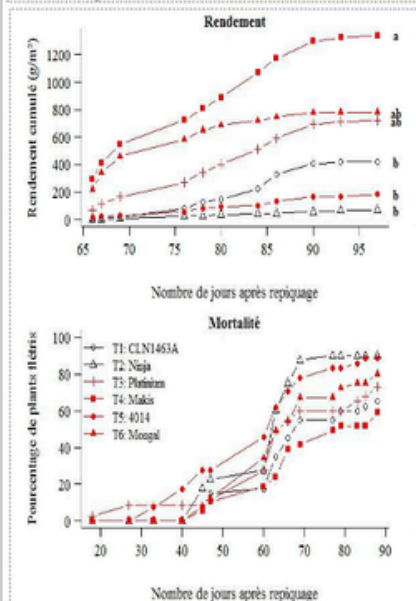 Rendement
Rendement cumulé (g/m²)
1200
1000
800
600
400
200
0
a
ab
ab
b
b
b
65 70 75 80 85 90 95
Nombre de jours après repiquage
Mortalité
Pourcentage de plants flétris
100
80
60
40
20
0
T1: CLN1463A
T2: Ninja
T3: Platinium
T4: Makis
T5: 4014
T6: Mongal
20 30 40 50 60 70 80 90
Nombre de jours après repiquage